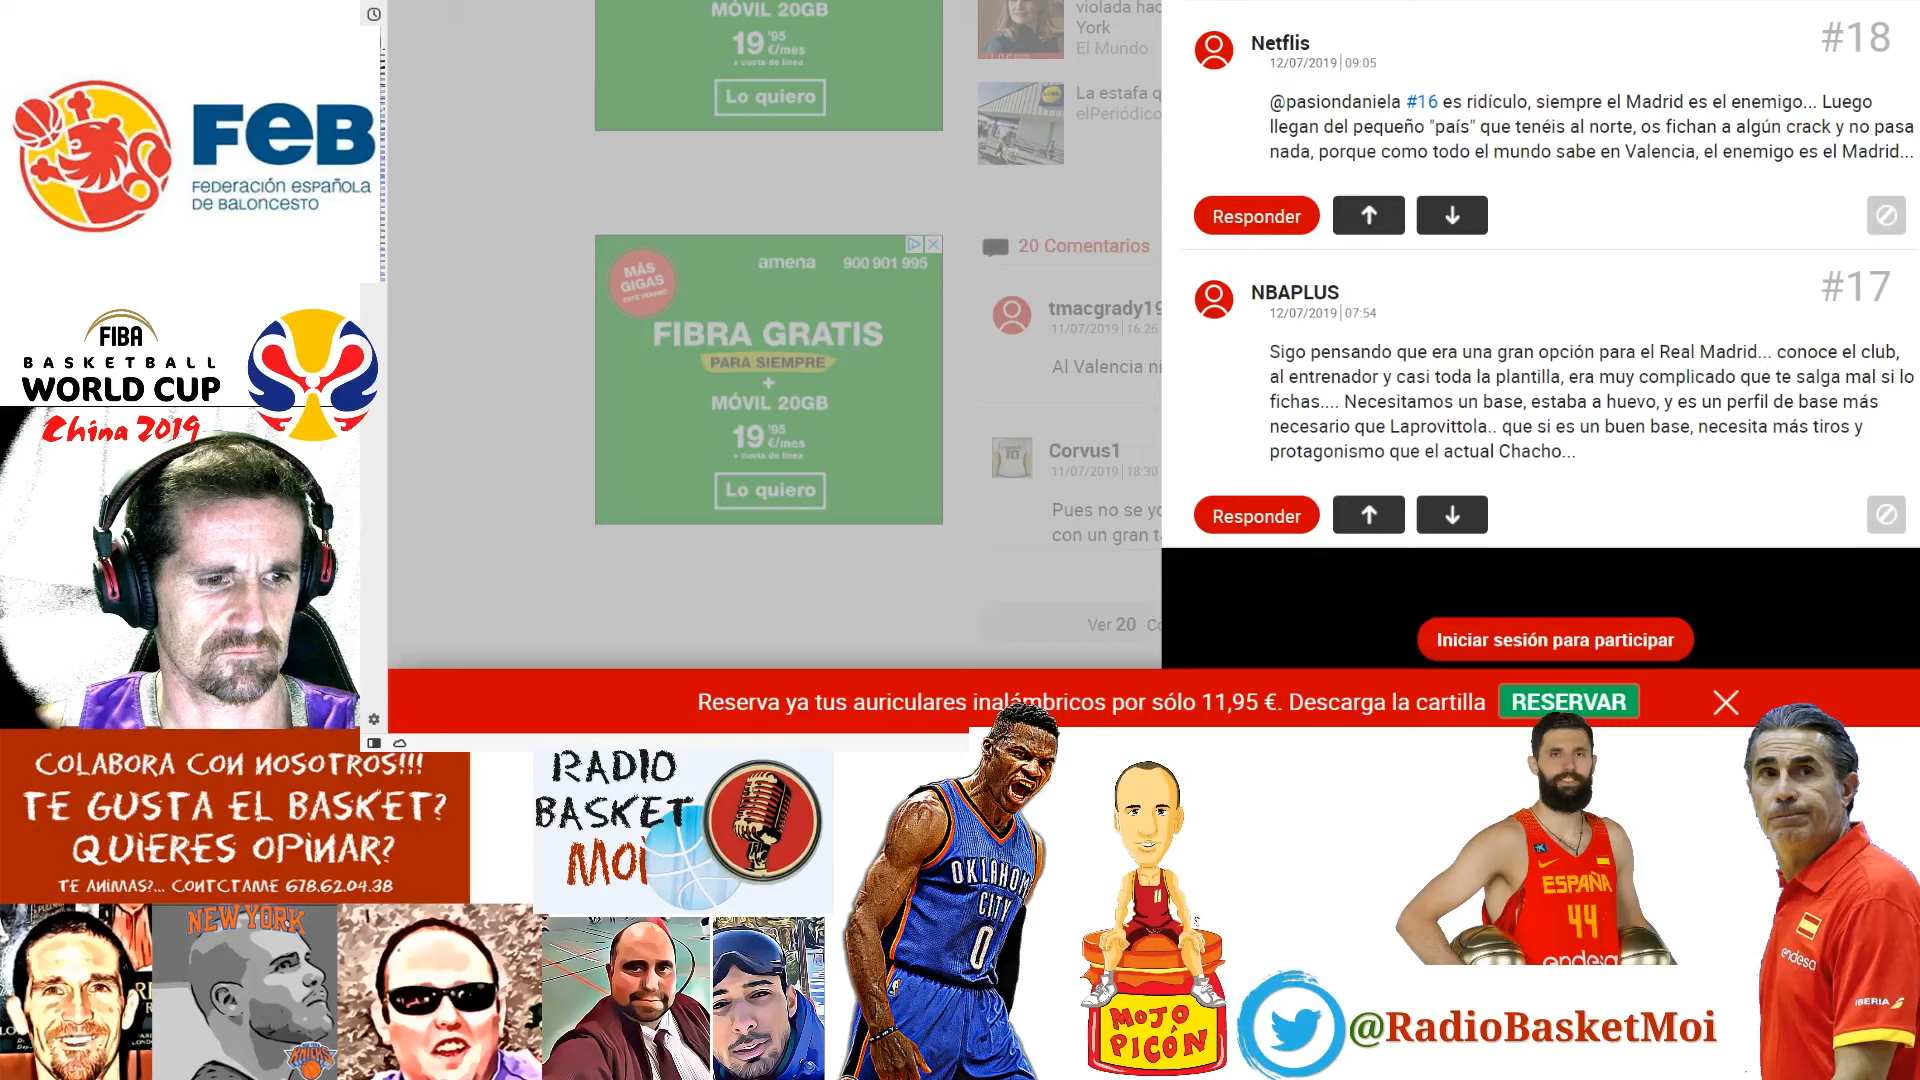 FEB
FEDERACIÓN ESPAÑOLA
DE BALONCESTO
FIBA
BASKETBALL
WORLD CUP
China 2019
MÓVIL 20GB
19 '95
€/mes
+ cuota de línea
Lo quiero
violada
York
El Mundo
La estafa
elPeriódico
20 Comentarios
MÁS
GIGAS
ESTE VERANO
amena 900 901 995
FIBRA GRATIS
PARA SIEMPRE
+
MÓVIL 20GB
19 '95
€/mes
+ cuota de línea
Lo quiero
11/07/2019 | 16:26
Al Valencia
Corvus1
11/07/2019 | 18:30
Pues no se
con un gran
Ver 20
Netflis
#18
12/07/2019 | 09:05
@pasiondaniela #16 es ridículo, siempre el Madrid es el enemigo... Luego
llegan del pequeño "país" que tenéis al norte, os fichan a algún crack y no pasa
nada, porque como todo el mundo sabe en Valencia, el enemigo es el Madrid...
Responder
NBAPLUS
#17
12/07/2019 | 07:54
Sigo pensando que era una gran opción para el Real Madrid... conoce el club,
al entrenador y casi toda la plantilla, era muy complicado que te salga mal si lo
fichas.... Necesitamos un base, estaba a huevo, y es un perfil de base más
necesario que Laprovittola.. que si es un buen base, necesita más tiros y
protagonismo que el actual Chacho...
Responder
Iniciar sesión para participar
Reserva ya tus auriculares inalámbricos por sólo 11,95 €. Descarga la cartilla RESERVAR
COLABORA CON NOSOTROS!!!
TE GUSTA EL BASKET?
QUIERES OPINAR?
TE ANIMAS?... CONTCTAME 678.62.04.38
RADIO
BASKET
MOI
NEW YORK
KNICKS
OKLAHOMA
CITY
0
11
MOJO
PICÓN
ESPAÑA
44
endesa
endesa
IBERIA
@RadioBasketMoi